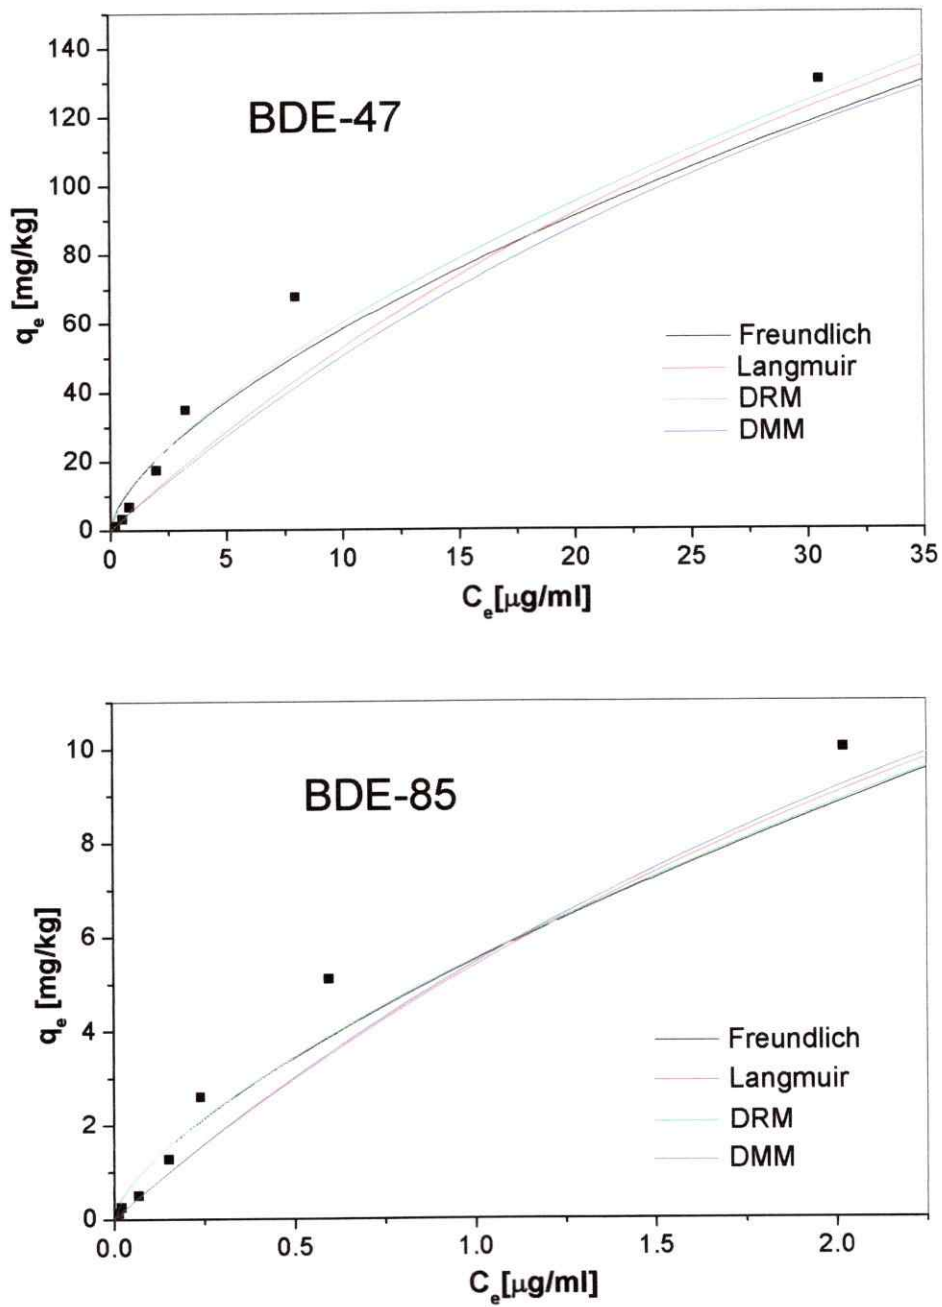 BDE-47
140
120
100
80
60
40
20
0
qe [mg/kg]
Freundlich
Langmuir
DRM
DMM
0 5 10 15 20 25 30 35
Ce[μg/ml]
BDE-85
10
8
6
4
2
0
qe [mg/kg]
Freundlich
Langmuir
DRM
DMM
0.0 0.5 1.0 1.5 2.0
Ce[μg/ml]